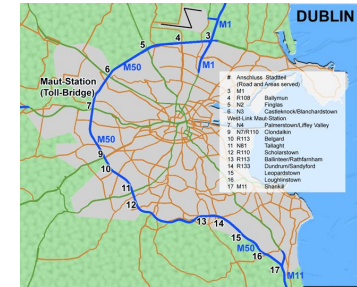 DUBLIN
M1
3
4
5
M50
M1
6
Maut-Station
(Toll-Bridge)
7
M50
9
10
11
12
13
14
15
M50
16
17
M11
# Anschluss Stadtteil
(Road and Areas served)
3 M1
4 R108 Ballymun
5 N2 Finglas
6 N3 Castleknock/Blanchardstown
West-Link Maut-Station
7 N4 Palmerstown/Liffey Valley
9 N7/R110 Clondalkin
10 R113 Belgard
11 N81 Tallaght
12 R110 Scholarstown
13 R113 Ballinteer/Rathfarnham
14 R133 Dundrum/Sandyford
15 Leopardstown
16 Loughlinstown
17 M11 Shankill